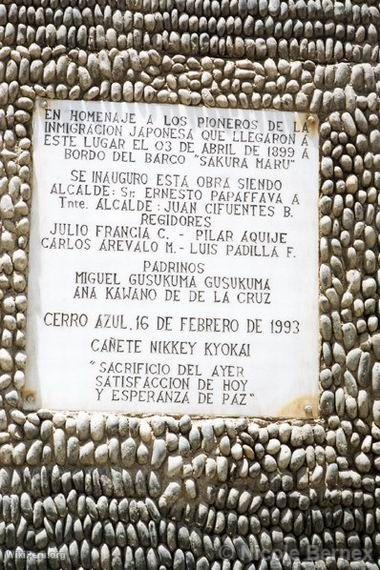 EN HOMENAJE A LOS PIONEROS DE LA
INMIGRACION JAPONESA QUE LLEGARON A
ESTE LUGAR EL 03 DE ABRIL DE 1899 A
BORDO DEL BARCO "SAKURA MARU"
SE INAUGURO ESTA OBRA SIENDO
ALCALDE: Sr. ERNESTO PAPAFFAVA A
Tnte. ALCALDE: JUAN CIFUENTES B.
REGIDORES
JULIO FRANCIA C. - PILAR AQUIJE
CARLOS AREVALO M. - LUIS PADILLA F.
PADRINOS
MIGUEL GUSUKUMA GUSUKUMA
ANA KAWANO DE DE LA CRUZ
CERRO AZUL, 16 DE FEBRERO DE 1993
CAÑETE NIKKEY KYOKAI
"SACRIFICIO DEL AYER
SATISFACCION DE HOY
Y ESPERANZA DE PAZ"
WikiPeru.org
© Nicole Bernex